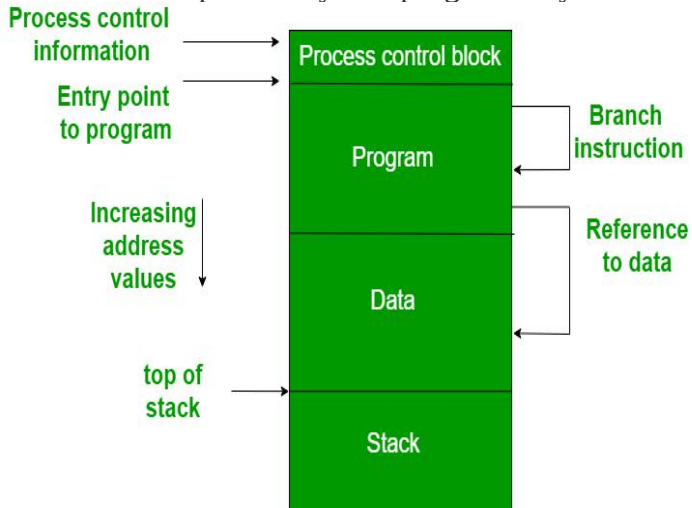 Process control
information
Process control block
Entry point
to program
Program
Branch
instruction
Increasing
address
values
Reference
to data
Data
top of
stack
Stack